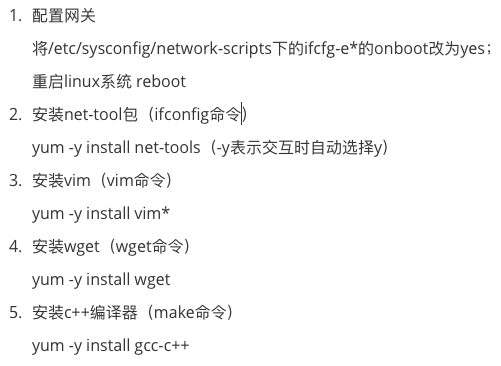 1. 配置网关
将/etc/sysconfig/network-scripts下的ifcfg-e*的onboot改为yes；
重启linux系统 reboot
2. 安装net-tool包（ifconfig命令）
yum -y install net-tools（-y表示交互时自动选择y）
3. 安装vim（vim命令）
yum -y install vim*
4. 安装wget（wget命令）
yum -y install wget
5. 安装c++编译器（make命令）
yum -y install gcc-c++